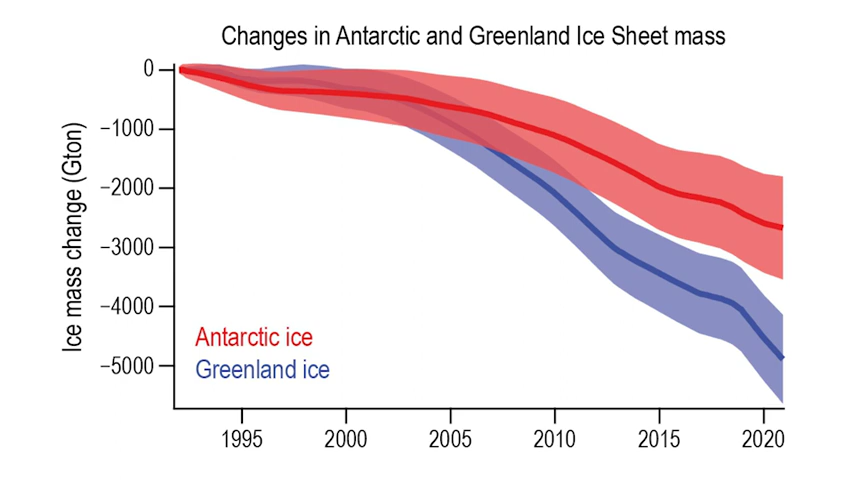 Changes in Antarctic and Greenland Ice Sheet mass
Ice mass change (Gton)
0
−1000
−2000
−3000
−4000
−5000
Antarctic ice
Greenland ice
1995 2000 2005 2010 2015 2020